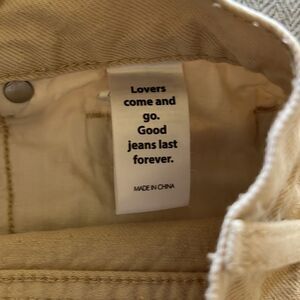 Lovers
come and
go.
Good
jeans last
forever.
MADE IN CHINA